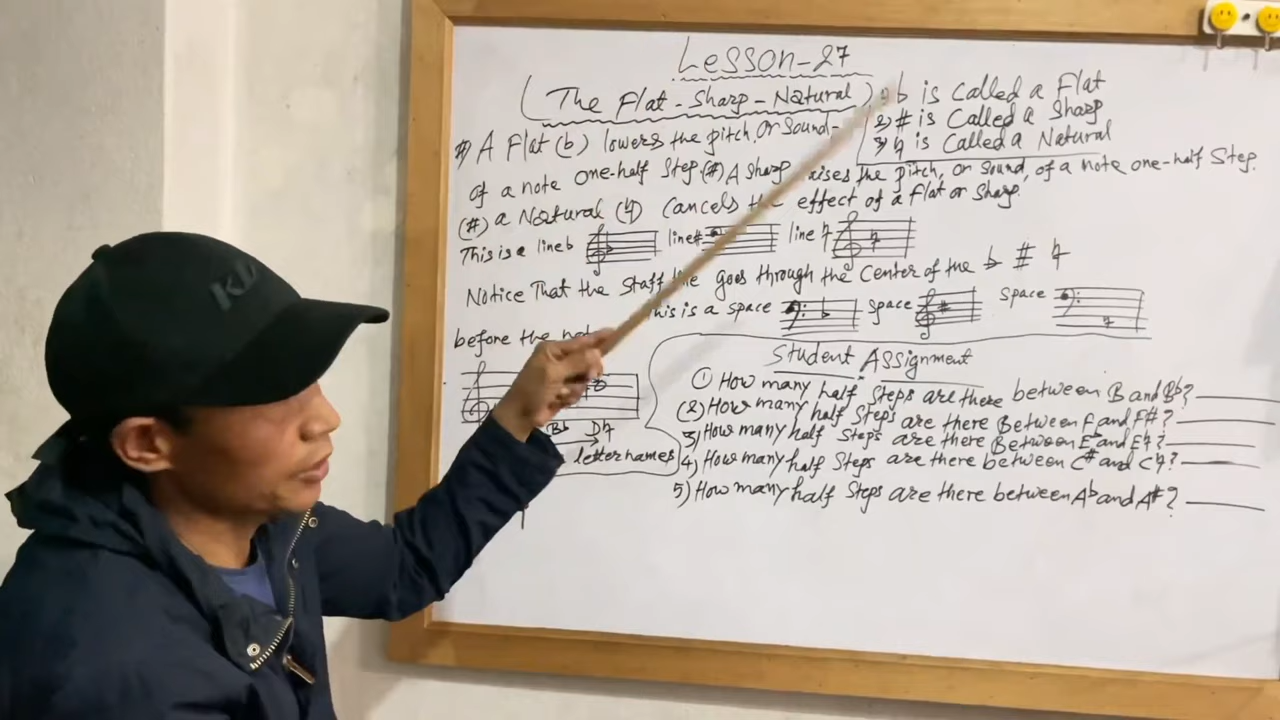 Lesson-27
(The Flat-Sharp-Natural)
b is Called a Flat
2) # is Called a Sharp
3) ♮ is Called a Natural
#) A Flat (b) lowers the pitch, Or Sound-
of a note one-half Step (#) A Sharp raises the pitch, or Sound, of a note one-half Step.
(#) a Natural (♮) Cancels the effect of a flat or Sharp.
This is a line b line# line ♮
Notice That the Staff line goes through the Center of the b # ♮
This is a space space Space
before the
Bb D♮
letter names
Student Assignment
① How many half Steps are there between B and Bb?
(2) How many half Steps are there Between F and F#?
3) How many half Steps are there Between Eb and E♮?
4) How many half Steps are there between C# and C♮?
5) How many half Steps are there between Ab and A#?